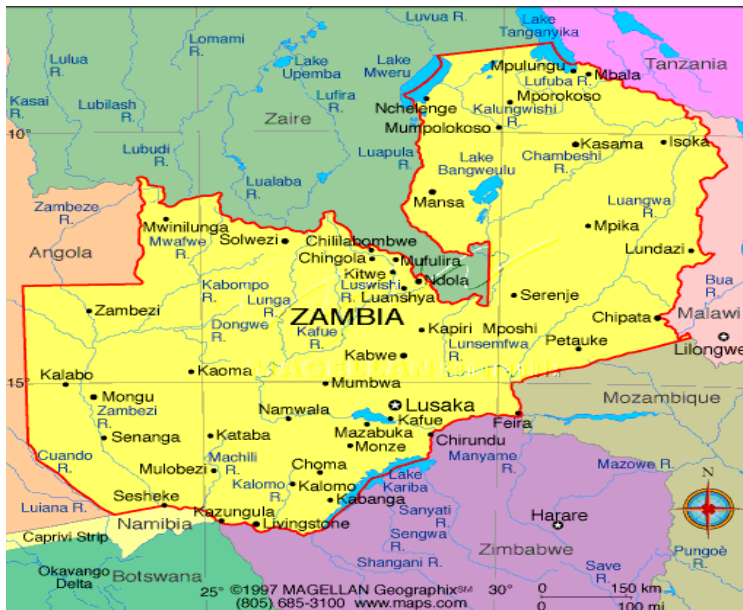 Luvua R.
Lake
Tanganyika
Lomami
R.
Lulua
R.
Lake
Upemba
Lake
Mweru
Mpulungu
Mbala
Tanzania
Lufuba R.
Kasai
R.
Lubilash
R.
Lufira
R.
Nchelenge
Mporokoso
Kalungwishi
R.
Zaire
10°
Mumpolokoso
Kasama
Isoka
Lubudi
R.
Luapula
R.
Lake
Bangweulu
Chambeshi
R.
Lualaba
R.
Zambeze
R.
Mansa
Luangwa
R.
Mwinilunga
Mwafwe
R.
Solwezi
Chililabombwe
Mpika
Lundazi
Angola
Chingola
Mufulira
Kitwe
Ndola
Bua
R.
Kabompo
R.
Lunga
R.
Luswishi
R.
Luanshya
Serenje
Malawi
Zambezi
Dongwe
R.
Kafue
R.
ZAMBIA
Kapiri Mposhi
Chipata
Lunsemfwa
R.
Petauke
Lilongwe
Kabwe
Kalabo
Kaoma
MAGELLAN
15°
Mumbwa
Mozambique
Mongu
Zambezi
R.
Lusaka
Namwala
Kafue
Feira
Senanga
Kataba
Mazabuka
Chirundu
Monze
Manyame
R.
Cuando
R.
Machili
R.
Mulobezi
Choma
Mazowe R.
N
Kalomo
R.
Kalomo
Lake
Kariba
Kabanga
Luiana R.
Sesheke
Sanyati
R.
Harare
Namibia
Kazungula
Livingstone
Sengwa
R.
Caprivi Strip
Zimbabwe
Pungoè
R.
Shangani R.
Save
R.
Okavango
Delta
Botswana
25°
©1997 MAGELLAN Geographix℠
(805) 685-3100 www.maps.com
30°
0 150 km
0 100 mi